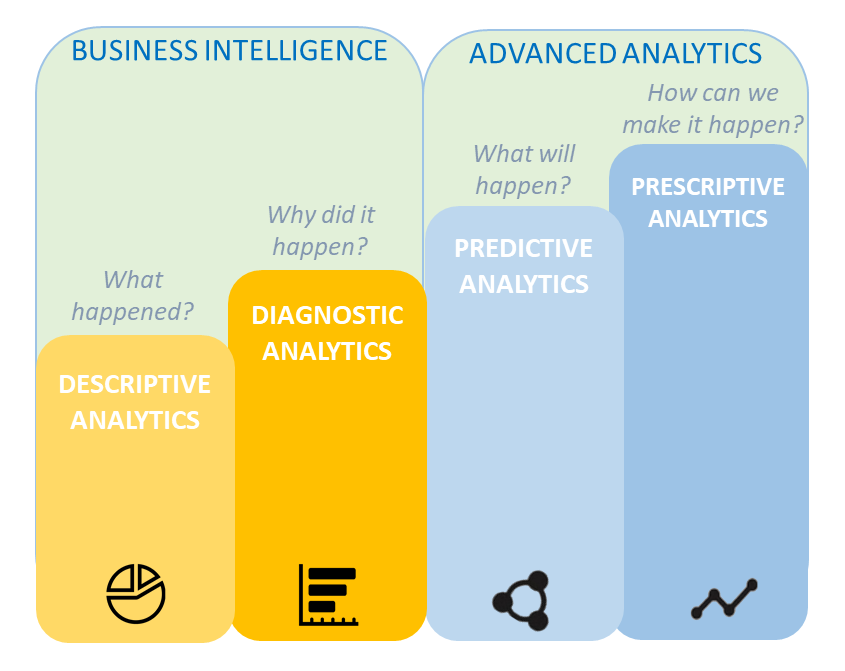 BUSINESS INTELLIGENCE
ADVANCED ANALYTICS
What
happened?
DESCRIPTIVE
ANALYTICS
Why did it
happen?
DIAGNOSTIC
ANALYTICS
What will
happen?
PREDICTIVE
ANALYTICS
How can we
make it happen?
PRESCRIPTIVE
ANALYTICS